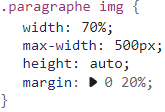 .paragraphe img {
width: 70%;
max-width: 500px;
height: auto;
margin: ▶ 0 20%;
}